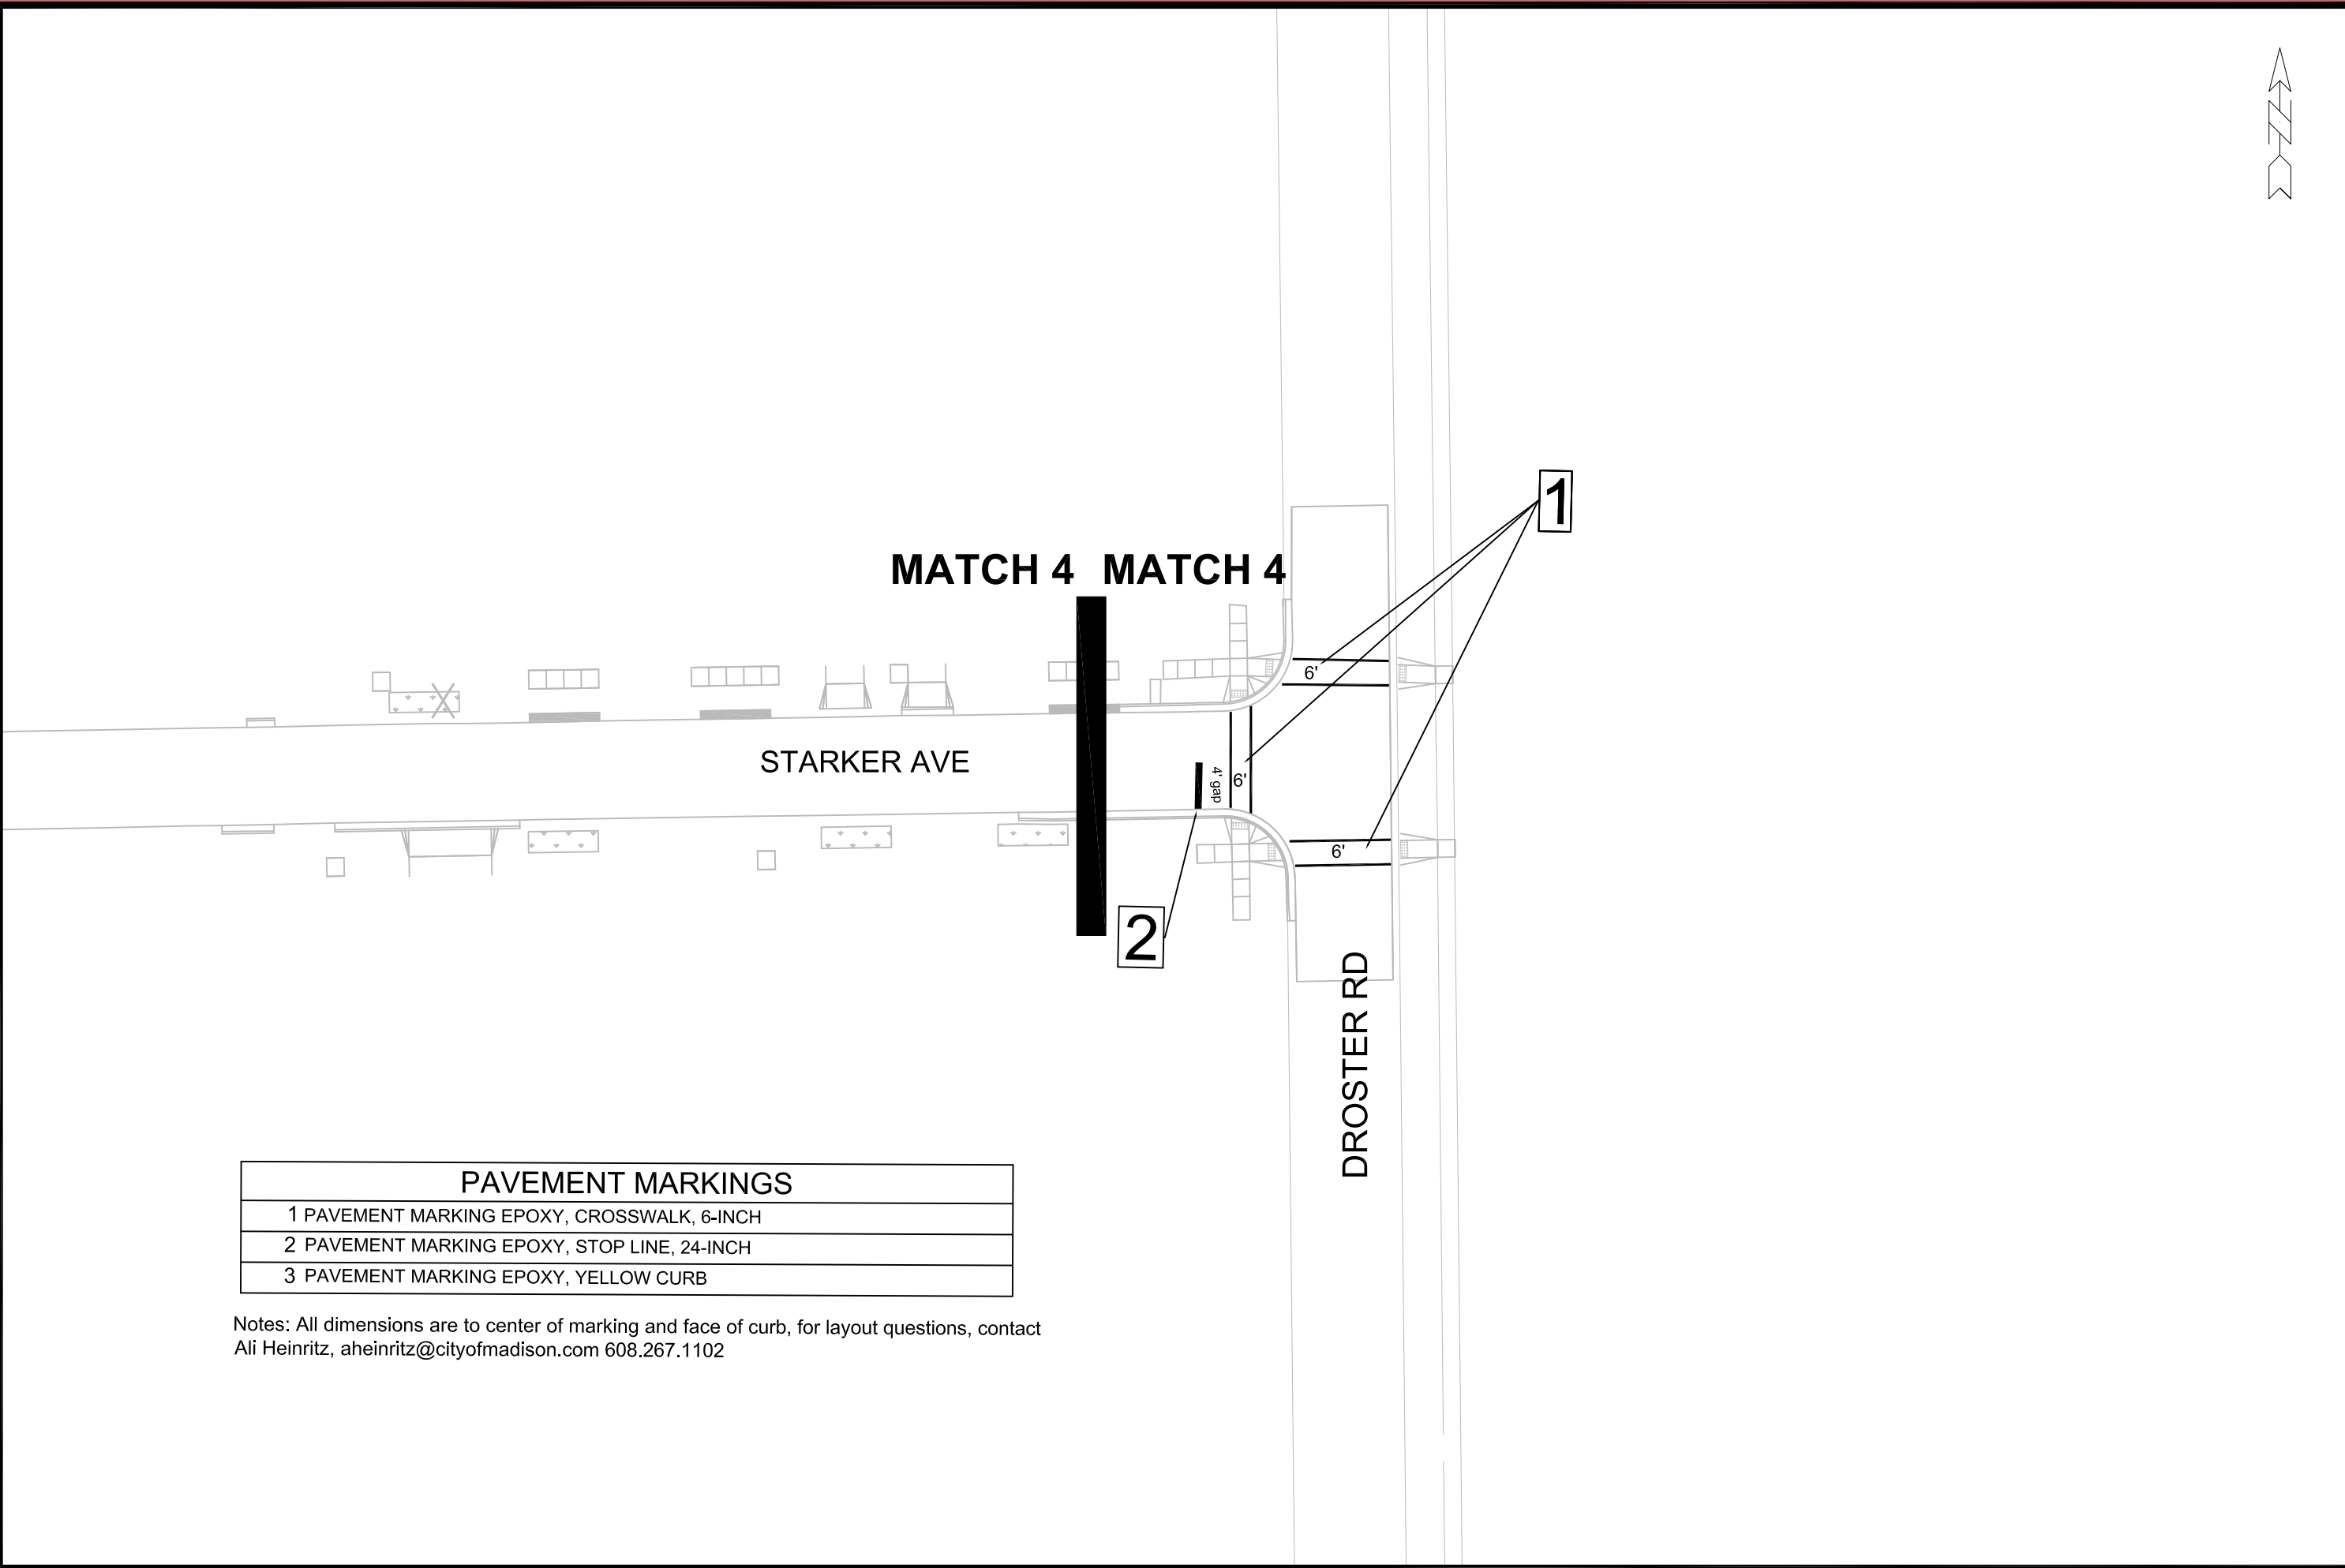 1
MATCH 4 MATCH 4
6'
STARKER AVE
4' gap
6'
6'
2
DROSTER RD
PAVEMENT MARKINGS
1 PAVEMENT MARKING EPOXY, CROSSWALK, 6-INCH
2 PAVEMENT MARKING EPOXY, STOP LINE, 24-INCH
3 PAVEMENT MARKING EPOXY, YELLOW CURB
Notes: All dimensions are to center of marking and face of curb, for layout questions, contact
Ali Heinritz, aheinritz@cityofmadison.com 608.267.1102